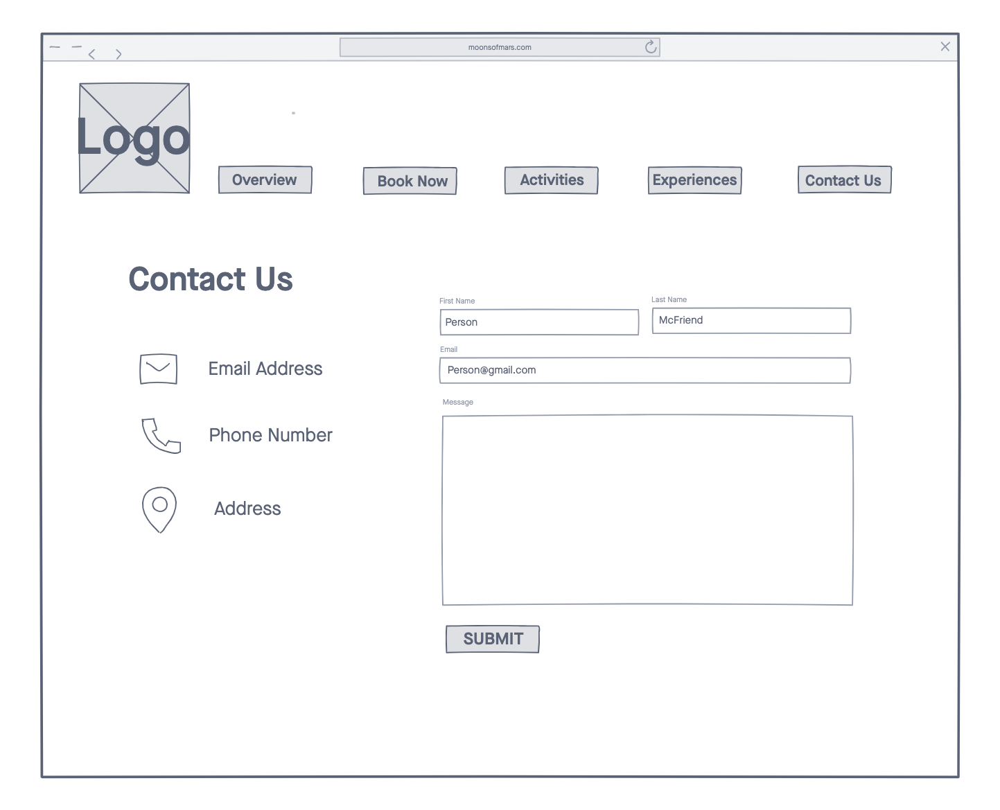 moonsofmars.com
Logo
Overview
Book Now
Activities
Experiences
Contact Us
Contact Us
Email Address
Phone Number
Address
First Name
Last Name
Person
McFriend
Email
Person@gmail.com
Message
SUBMIT